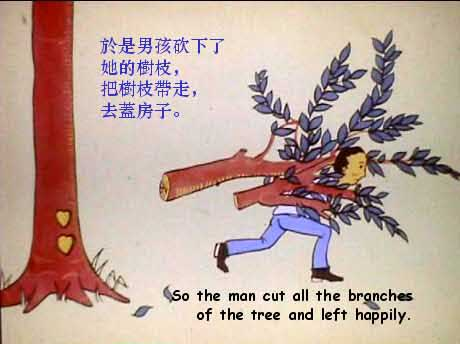 於是男孩砍下了
她的樹枝，
把樹枝帶走，
去蓋房子。
So the man cut all the branches
of the tree and left happily.